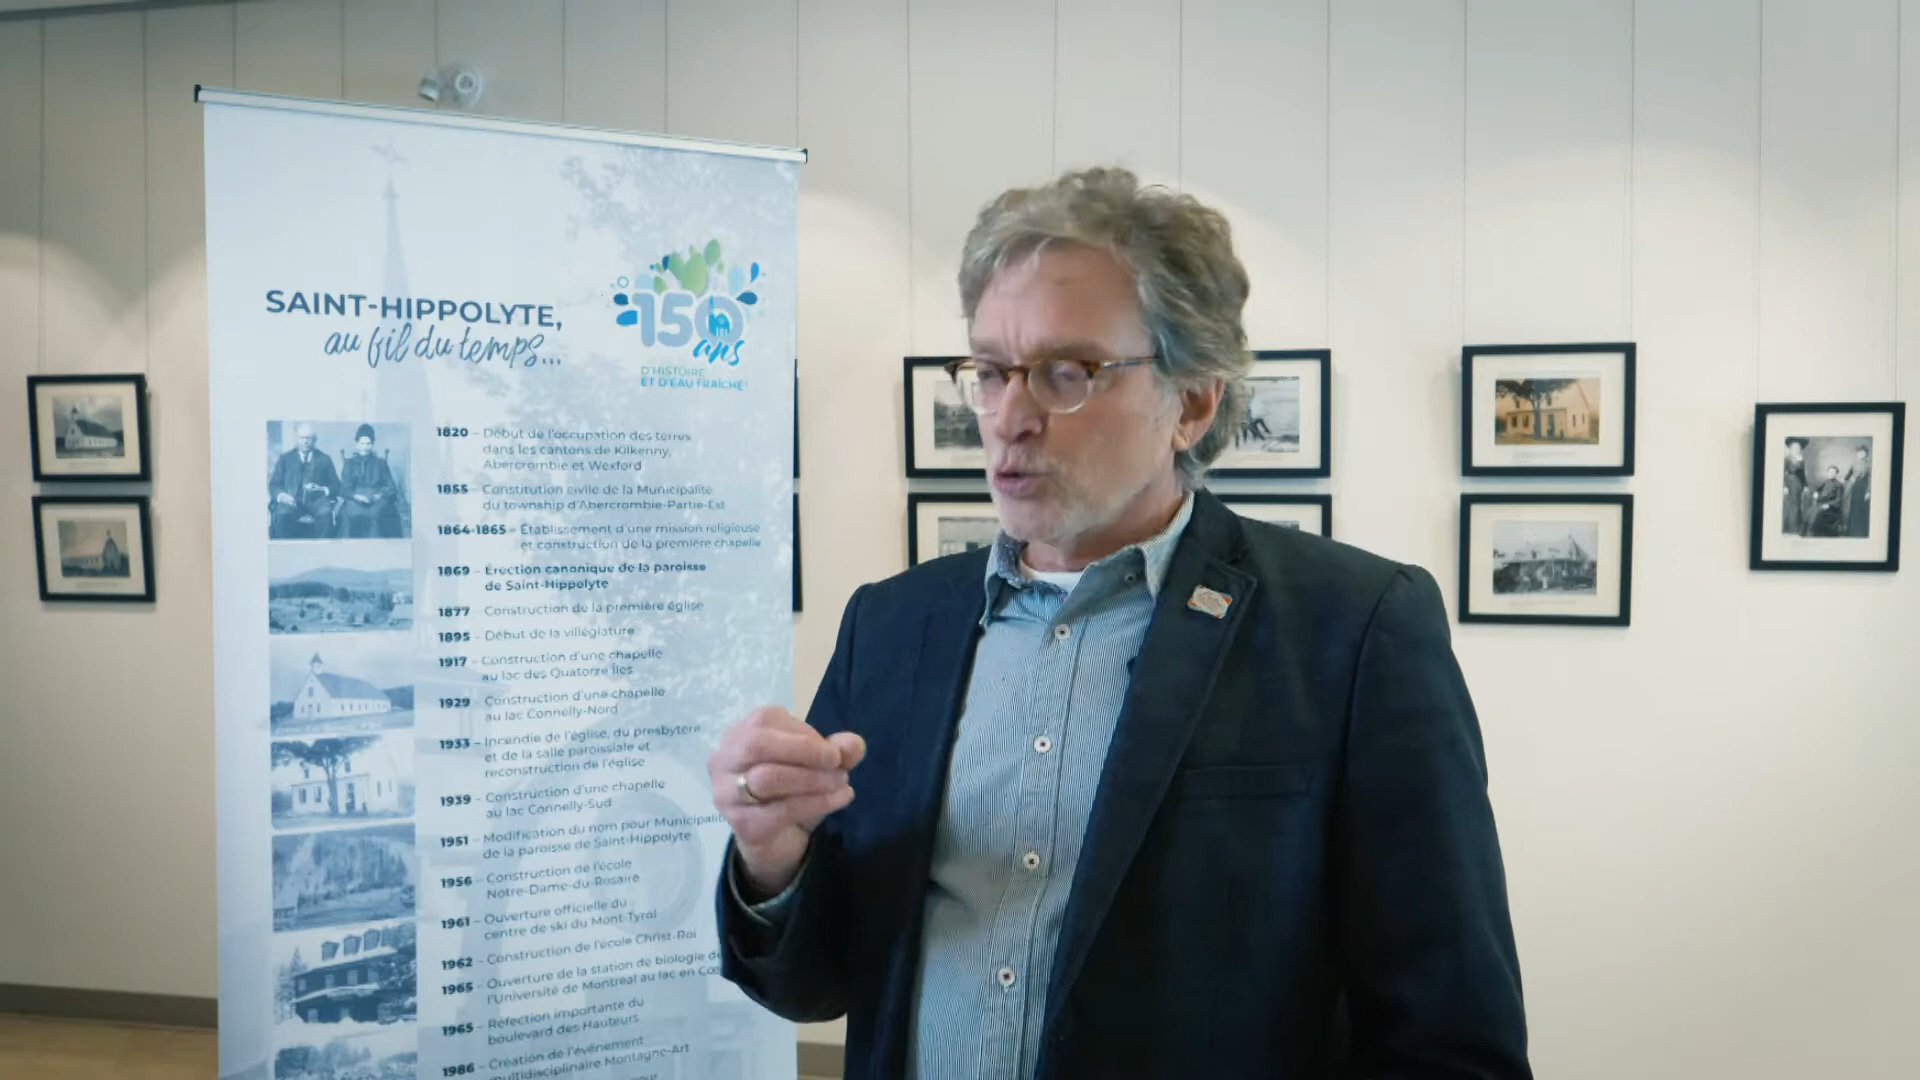 SAINT-HIPPOLYTE,
au fil du temps...
150
ans
D'HISTOIRE
ET D'EAU FRAÎCHE!
1820 - Début de l'occupation des terres
dans les cantons de Kilkenny,
Abercrombie et Wexford
1855 - Constitution civile de la Municipalité
du township d'Abercrombie-Partie-Est
1864-1865 - Établissement d'une mission religieuse
et construction de la première chapelle
1869 - Érection canonique de la paroisse
de Saint-Hippolyte
1877 - Construction de la première église
1895 - Début de la villégiature
1917 - Construction d'une chapelle
au lac des Quatorze Îles
1929 - Construction d'une chapelle
au lac Connelly-Nord
1933 - Incendie de l'église, du presbytère
et de la salle paroissiale et
reconstruction de l'église
1939 - Construction d'une chapelle
au lac Connelly-Sud
1951 - Modification du nom pour Municipalité
de la paroisse de Saint-Hippolyte
1956 - Construction de l'école
Notre-Dame-du-Rosaire
1961 - Ouverture officielle du
centre de ski du Mont-Tyrol
1962 - Construction de l'école Christ-Roi
1965 - Ouverture de la station de biologie de
l'Université de Montréal au lac en
1965 - Réfection importante du
boulevard des Hauteurs
1986 - Création de l'événement
multidisciplinaire Montagne-Art